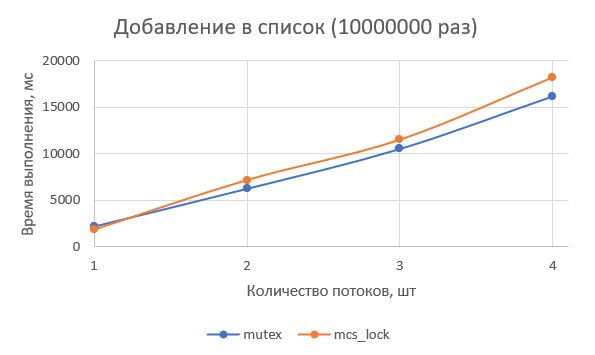 Добавление в список (10000000 раз)
Время выполнения, мс
20000
15000
10000
5000
0
1 2 3 4
Количество потоков, шт
mutex mcs_lock